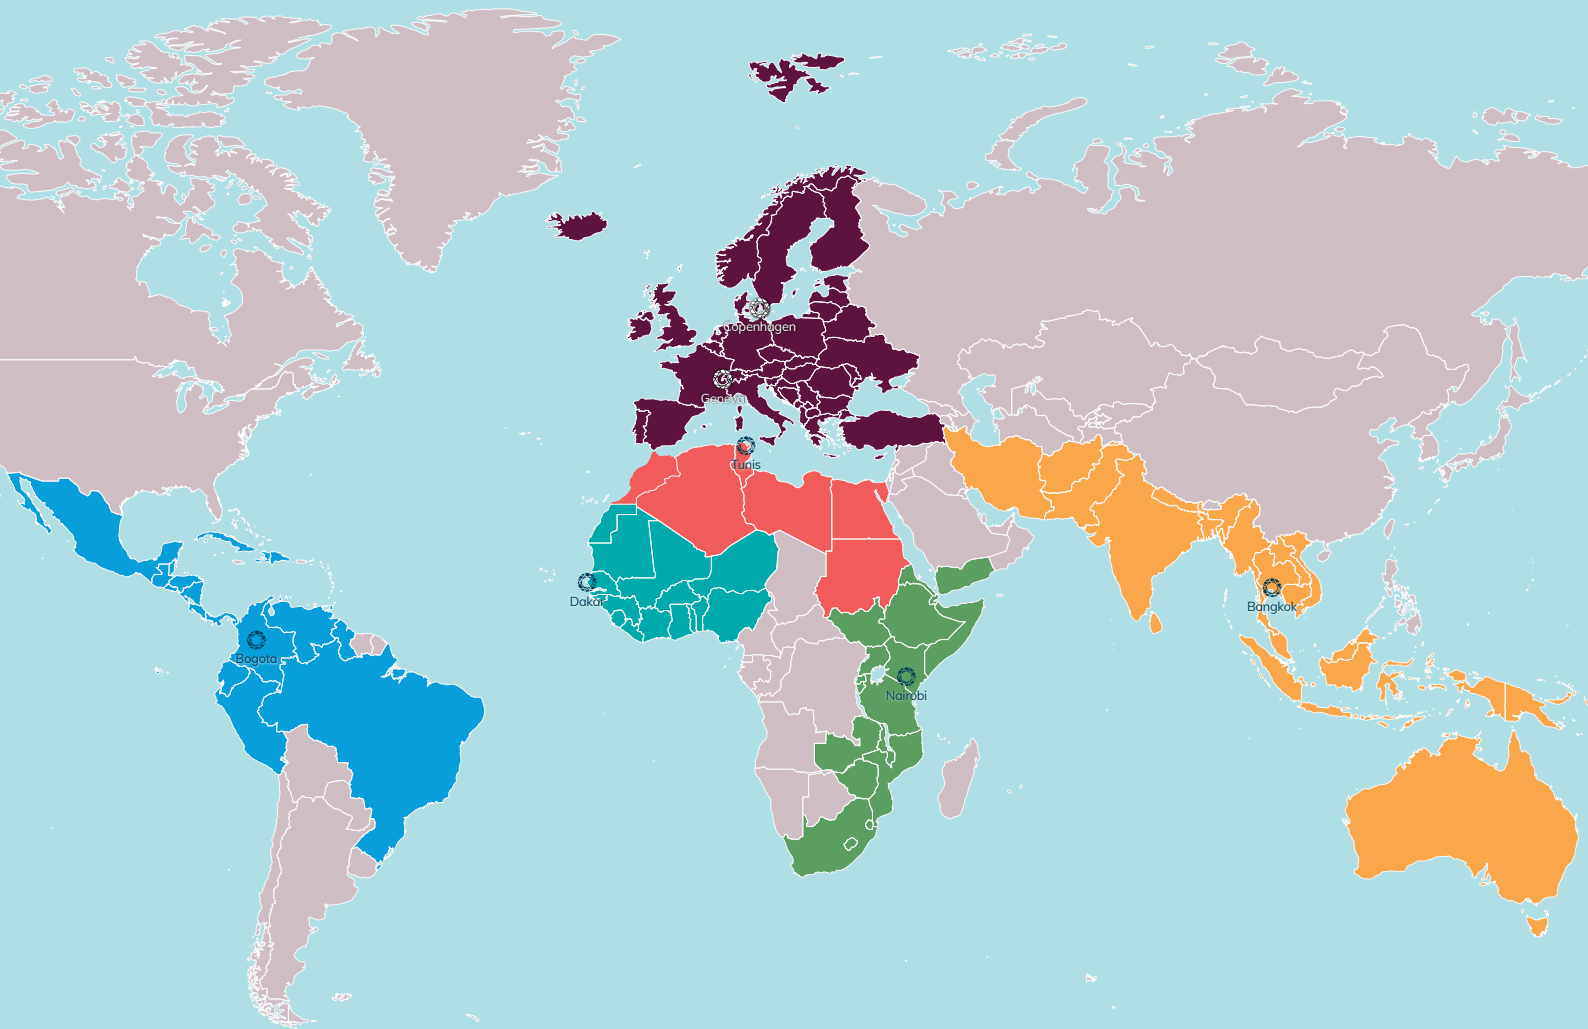 Copenhagen
Geneva
Tunis
Dakar
Bangkok
Bogota
Nairobi